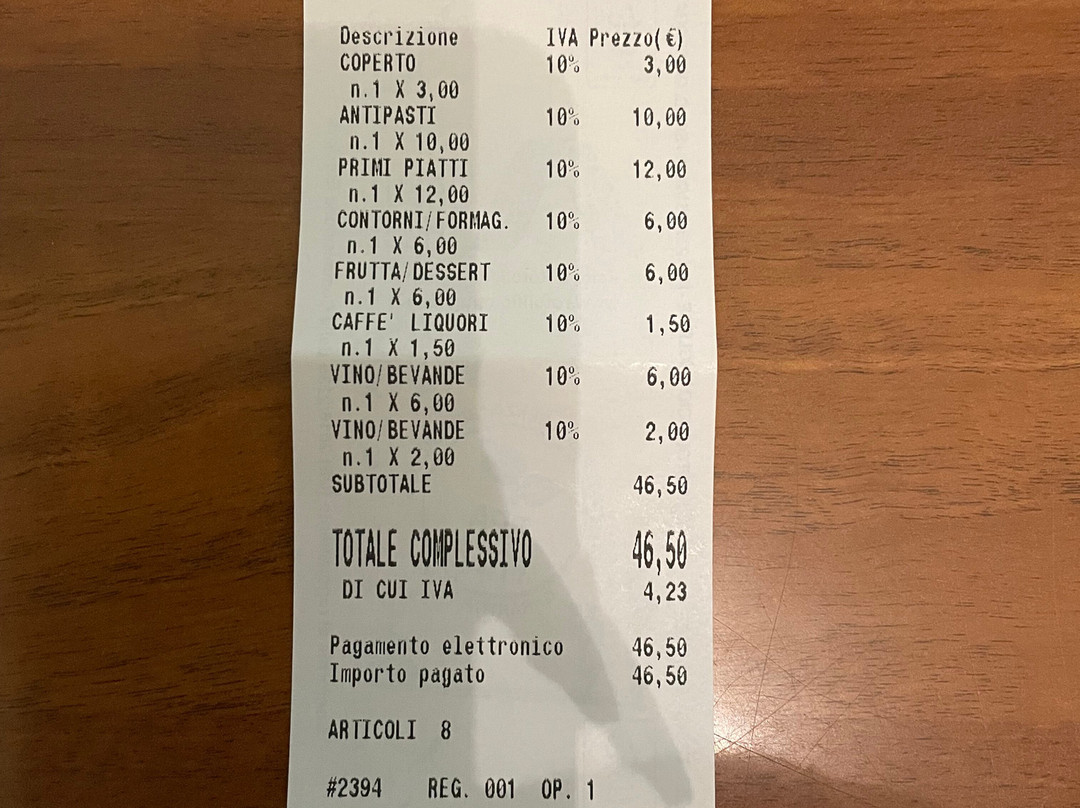 Descrizione IVA Prezzo(€)
COPERTO 10% 3,00
n.1 X 3,00
ANTIPASTI 10% 10,00
n.1 X 10,00
PRIMI PIATTI 10% 12,00
n.1 X 12,00
CONTORNI/FORMAG. 10% 6,00
n.1 X 6,00
FRUTTA/DESSERT 10% 6,00
n.1 X 6,00
CAFFE' LIQUORI 10% 1,50
n.1 X 1,50
VINO/BEVANDE 10% 6,00
n.1 X 6,00
VINO/BEVANDE 10% 2,00
n.1 X 2,00
SUBTOTALE 46,50
TOTALE COMPLESSIVO 46,50
DI CUI IVA 4,23
Pagamento elettronico 46,50
Importo pagato 46,50
ARTICOLI 8
#2394 REG. 001 OP. 1